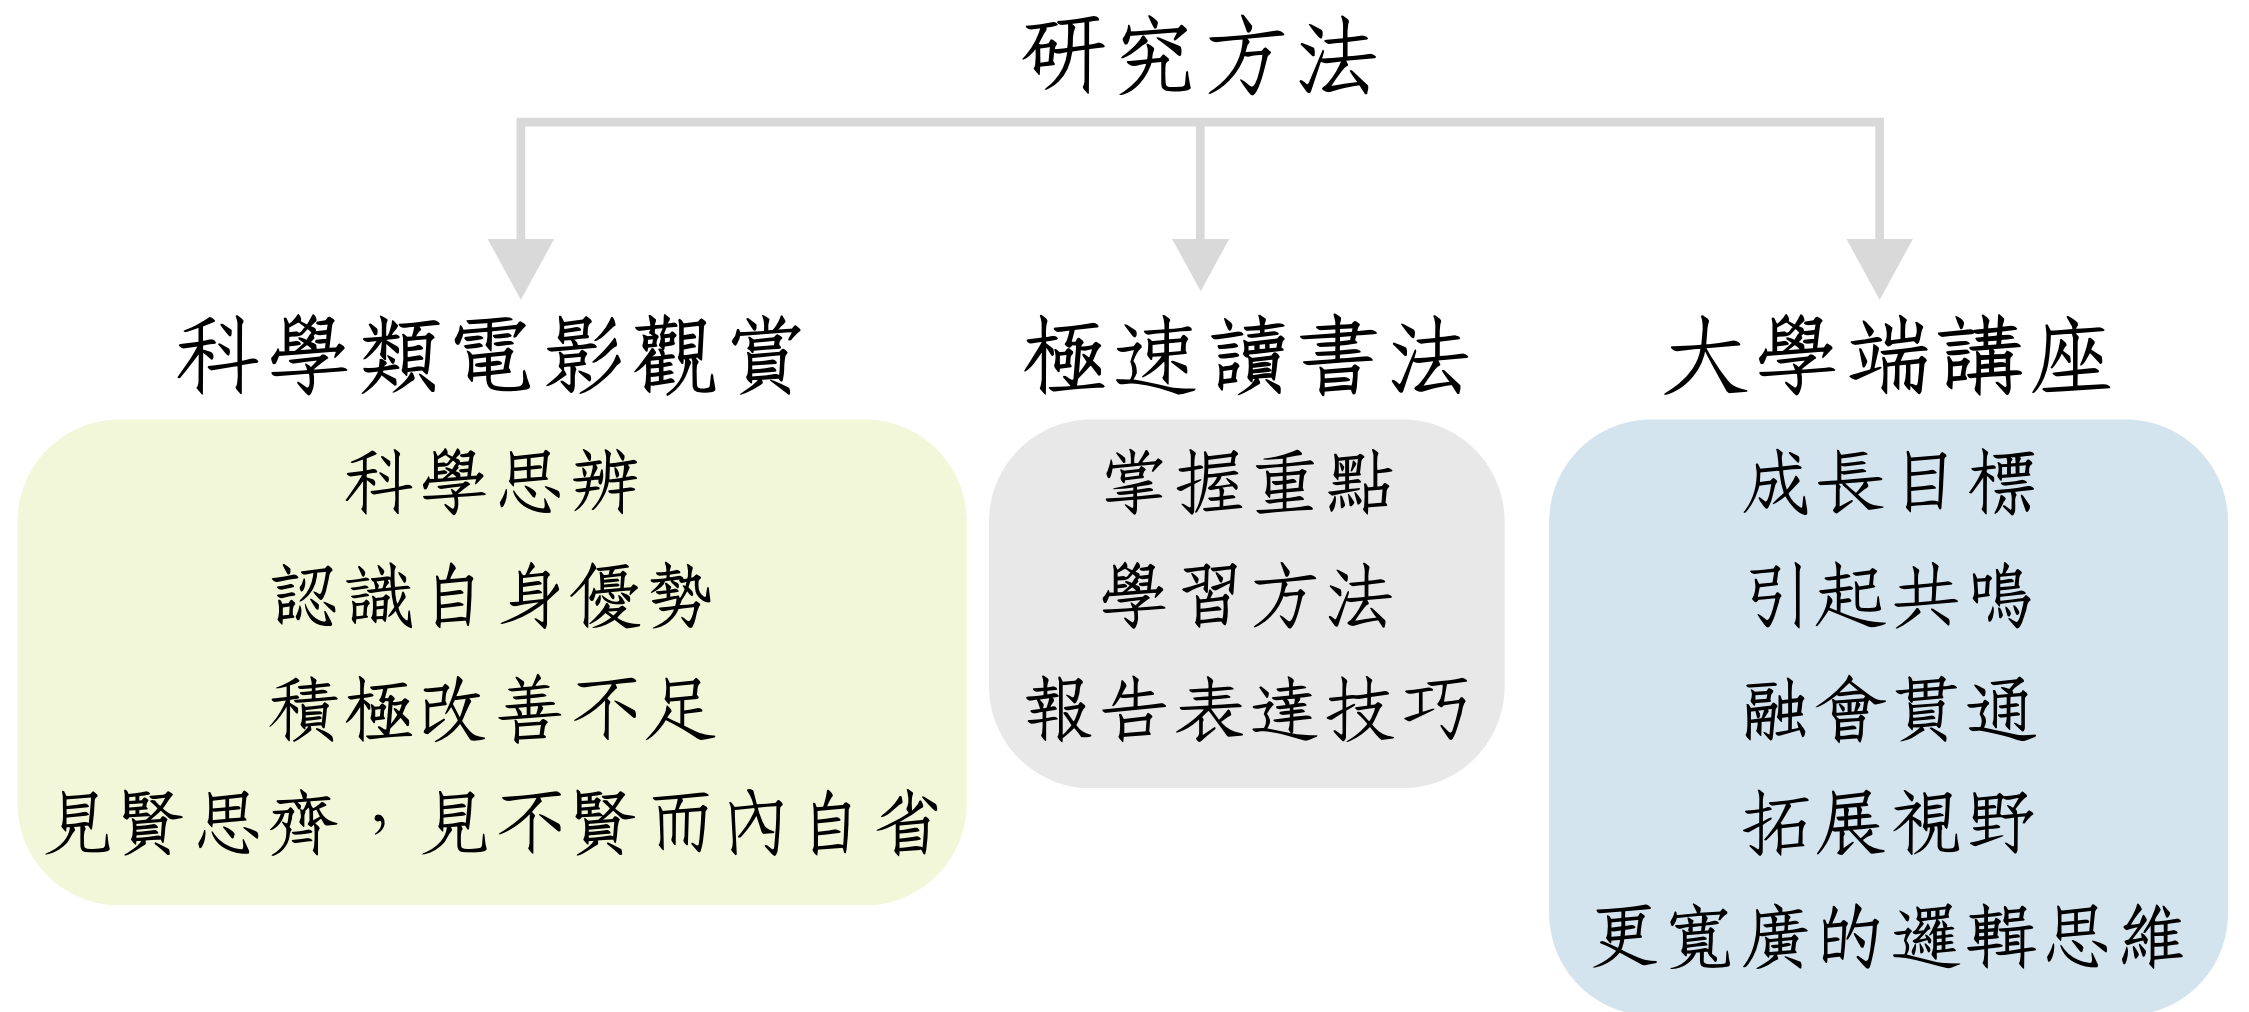 研究方法
科學類電影觀賞
科學思辨
認識自身優勢
積極改善不足
見賢思齊，見不賢而內自省
極速讀書法
掌握重點
學習方法
報告表達技巧
大學端講座
成長目標
引起共鳴
融會貫通
拓展視野
更寬廣的邏輯思維